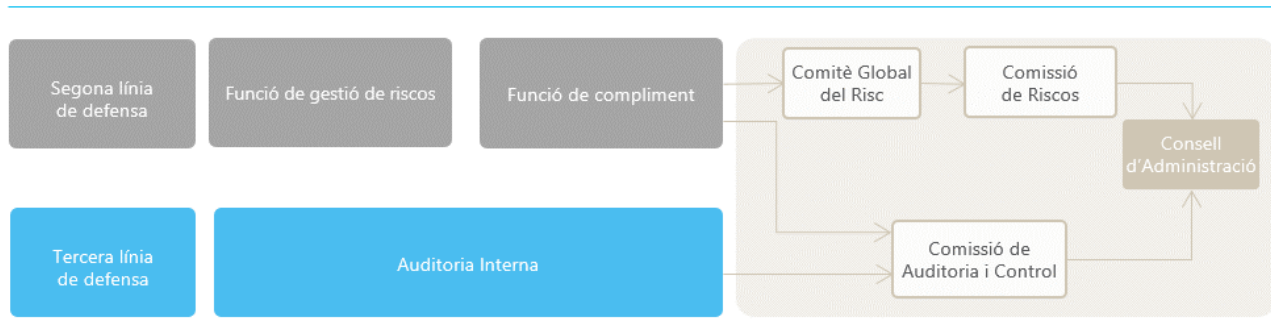 Segona línia
de defensa
Funció de gestió de riscos
Funció de compliment
Comitè Global
del Risc
Comissió
de Riscos
Consell
d'Administració
Tercera línia
de defensa
Auditoria Interna
Comissió de
Auditoria i Control